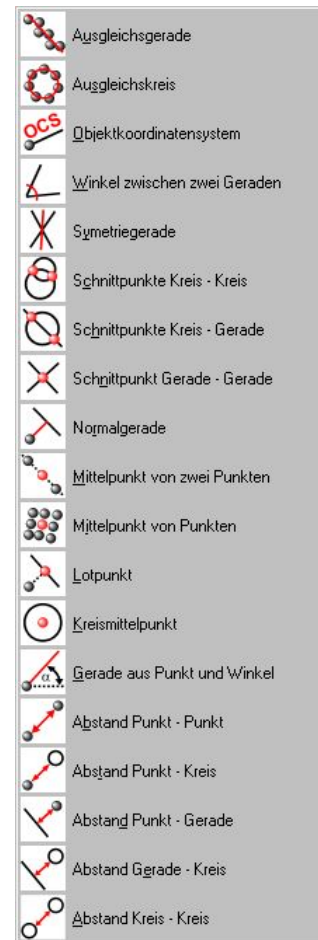 Ausgleichsgerade
Ausgleichskreis
OCS Objektkoordinatensystem
Winkel zwischen zwei Geraden
Symetriegerade
Schnittpunkte Kreis - Kreis
Schnittpunkte Kreis - Gerade
Schnittpunkt Gerade - Gerade
Normalgerade
Mittelpunkt von zwei Punkten
Mittelpunkt von Punkten
Lotpunkt
Kreismittelpunkt
α Gerade aus Punkt und Winkel
Abstand Punkt - Punkt
Abstand Punkt - Kreis
Abstand Punkt - Gerade
Abstand Gerade - Kreis
Abstand Kreis - Kreis